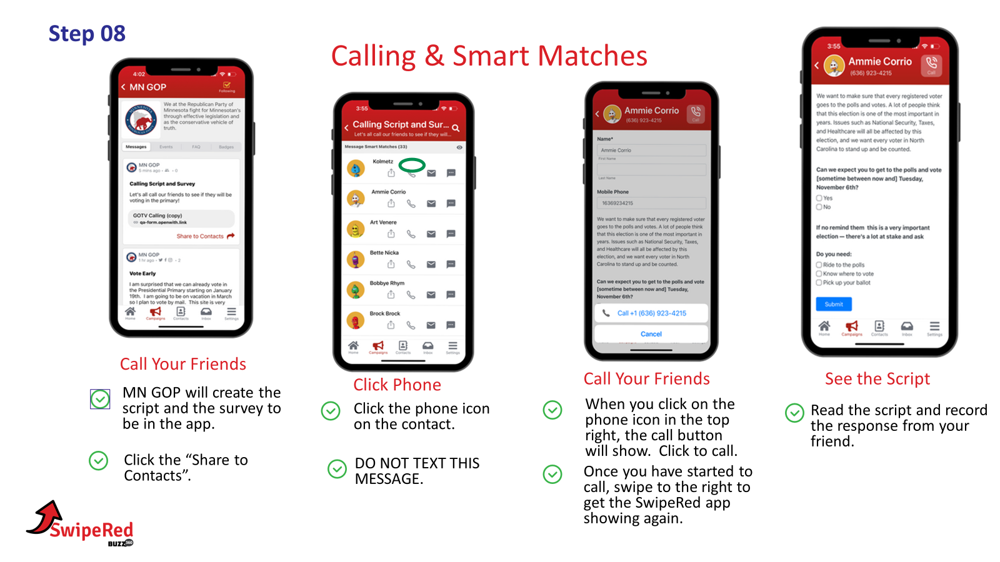 Step 08
Calling & Smart Matches
4:02
MN GOP
Following
We at the Republican Party of
Minnesota fight for Minnesotan's
through effective legislation and
as the conservative vehicle of
truth.
MINNESOTA
REPUBLICAN PARTY
Messages Events FAQ Badges
MN GOP
5 mins ago • • 0
Calling Script and Survey
Let's all call our friends to see if they will be
voting in the primary!
GOTV Calling (copy)
qa-form.openwith.link
Share to Contacts
MN GOP
1 hr ago • • 2
Vote Early
I am surprised that we can already vote in
the Presidential Primary starting on January
19th. I am going to be on vacation in March
so I plan to vote by mail. This site is very
Home Campaigns Contacts Inbox Settings
Call Your Friends
MN GOP will create the
script and the survey to
be in the app.
Click the “Share to
Contacts”.
3:55
Calling Script and Sur...
Let's all call our friends to see if they will...
Message Smart Matches (33)
Kolmetz
Ammie Corrio
Art Venere
Bette Nicka
Bobbye Rhym
Brock Brock
Home Campaigns Contacts Inbox Settings
Click Phone
Click the phone icon
on the contact.
DO NOT TEXT THIS
MESSAGE.
Ammie Corrio
(636) 923-4215
Call
Name*
Ammie Corrio
First Name
Last Name
Mobile Phone
16369234215
We want to make sure that every registered voter
goes to the polls and votes. A lot of people think
that this election is one of the most important in
years. Issues such as National Security, Taxes,
and Healthcare will all be affected by this
election, and we want every voter in North
Carolina to stand up and be counted.
Can we expect you to get to the polls and vote
[sometime between now and] Tuesday,
November 6th?
Call +1 (636) 923-4215
Cancel
Call Your Friends
When you click on the
phone icon in the top
right, the call button
will show.  Click to call.
Once you have started to
call, swipe to the right to
get the SwipeRed app
showing again.
3:55
Ammie Corrio
(636) 923-4215
Call
We want to make sure that every registered voter
goes to the polls and votes. A lot of people think
that this election is one of the most important in
years. Issues such as National Security, Taxes,
and Healthcare will all be affected by this
election, and we want every voter in North
Carolina to stand up and be counted.
Can we expect you to get to the polls and vote
[sometime between now and] Tuesday,
November 6th?
Yes
No
If no remind them  this is a very important
election — there's a lot at stake and ask
Do you need:
Ride to the polls
Know where to vote
Pick up your ballot
Submit
Home Campaigns Contacts Inbox Settings
See the Script
Read the script and record
the response from your
friend.
SwipeRed
BUZZ360